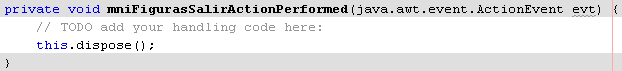 private void mniFigurasSalirActionPerformed(java.awt.event.ActionEvent evt) {
// TODO add your handling code here:
this.dispose();
}